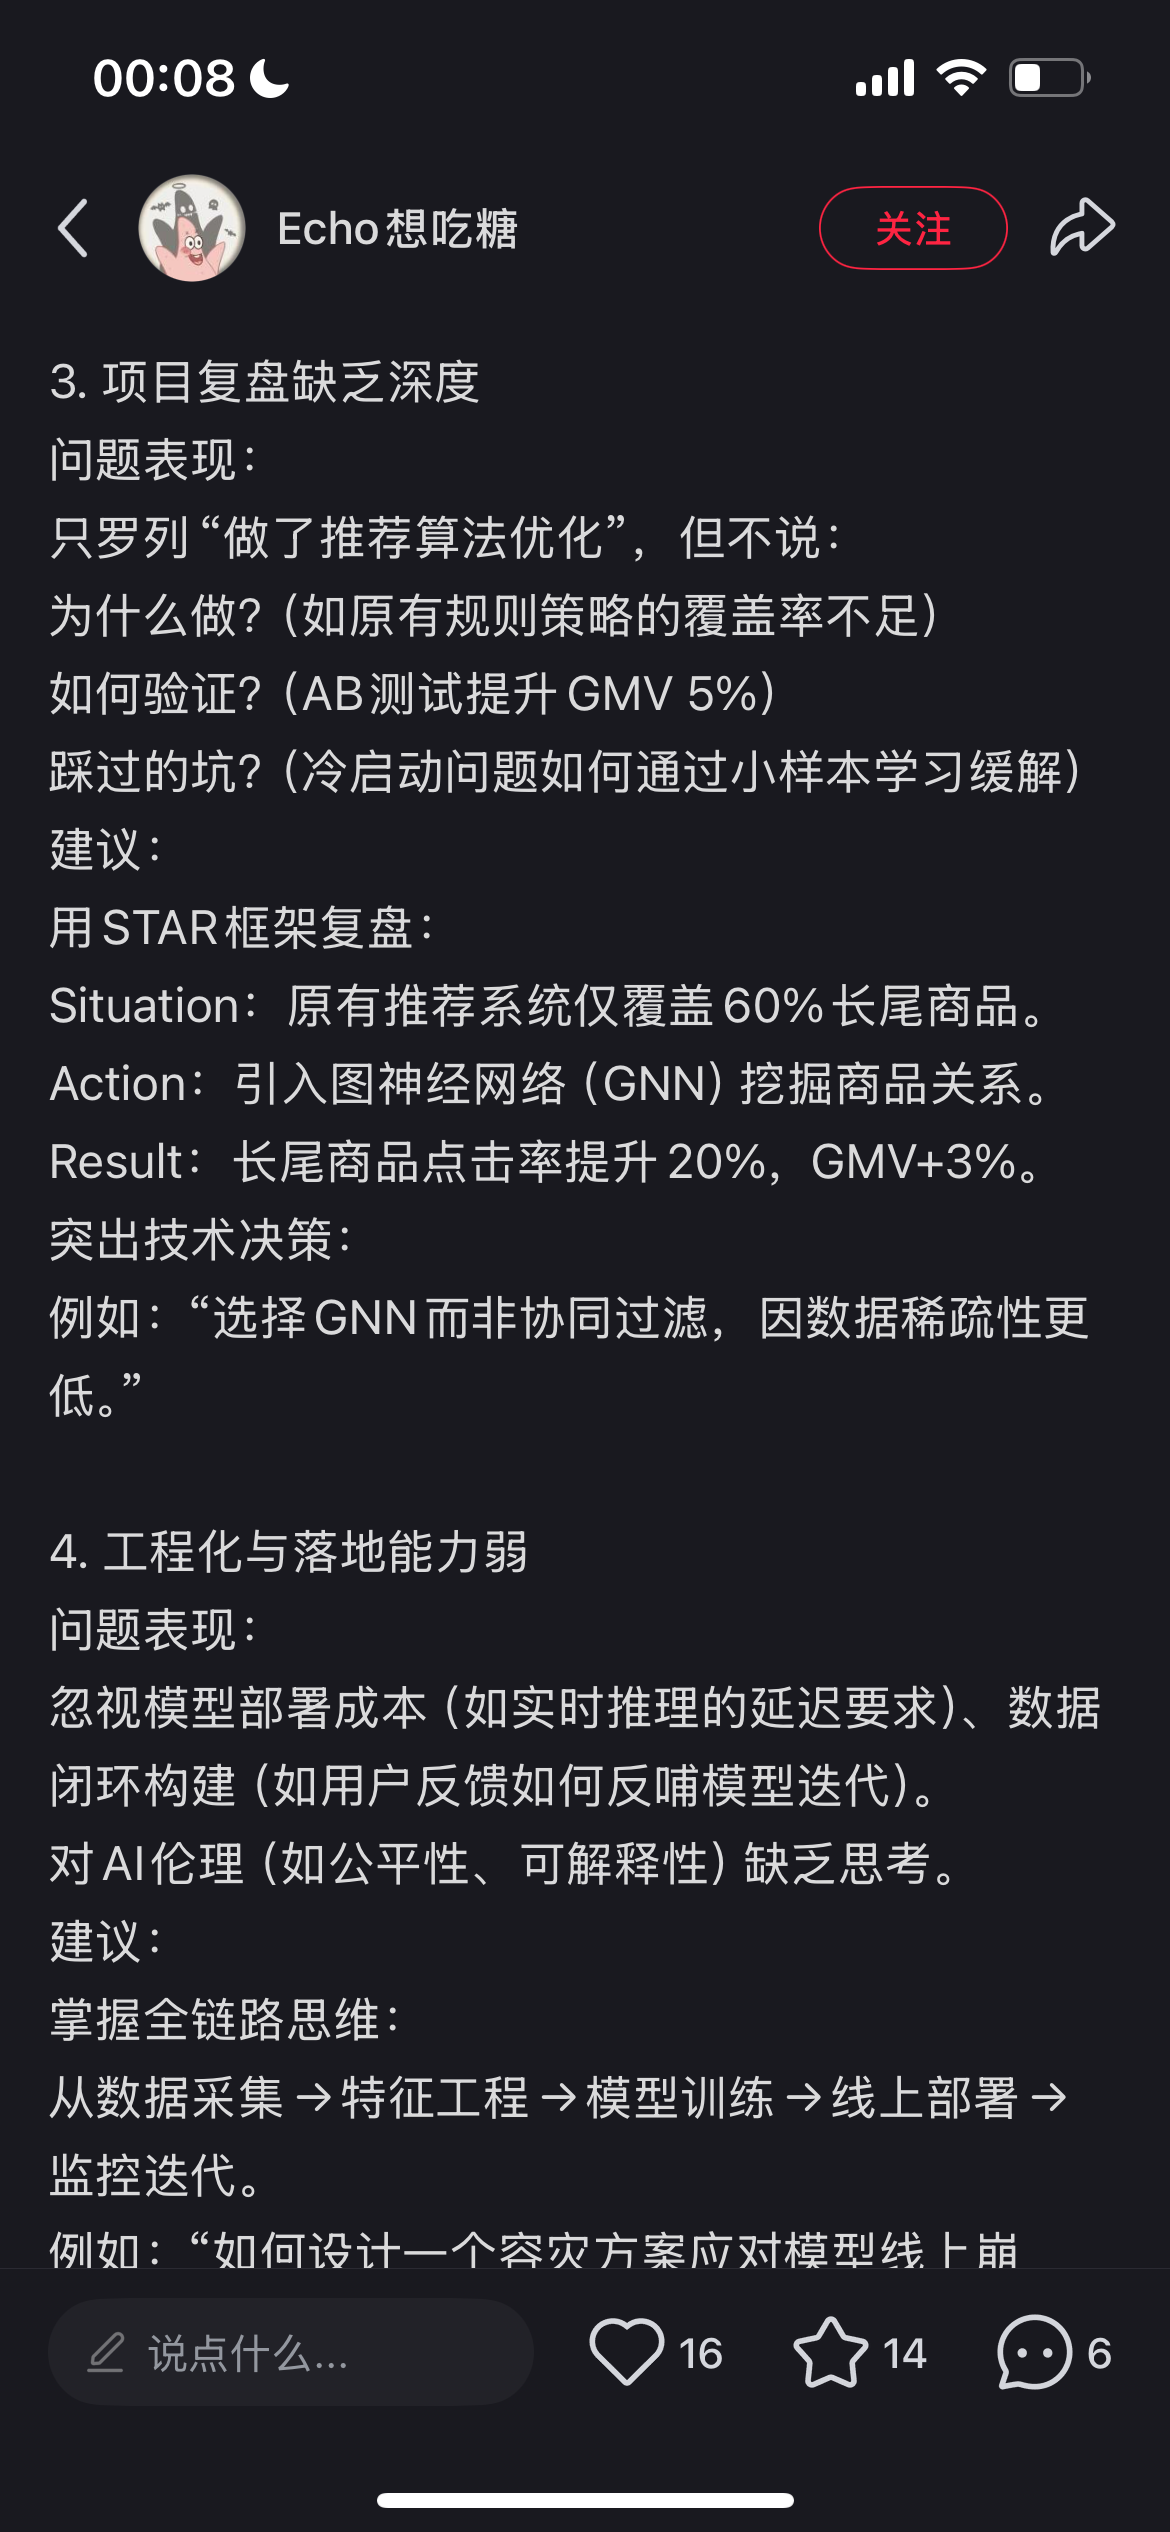 00:08
Echo想吃糖
关注
3. 项目复盘缺乏深度
问题表现：
只罗列“做了推荐算法优化”，但不说：
为什么做？（如原有规则策略的覆盖率不足）
如何验证？（AB测试提升GMV 5%）
踩过的坑？（冷启动问题如何通过小样本学习缓解）
建议：
用STAR框架复盘：
Situation：原有推荐系统仅覆盖60%长尾商品。
Action：引入图神经网络（GNN）挖掘商品关系。
Result：长尾商品点击率提升20%，GMV+3%。
突出技术决策：
例如：“选择GNN而非协同过滤，因数据稀疏性更
低。”
4. 工程化与落地能力弱
问题表现：
忽视模型部署成本（如实时推理的延迟要求）、数据
闭环构建（如用户反馈如何反哺模型迭代）。
对AI伦理（如公平性、可解释性）缺乏思考。
建议：
掌握全链路思维：
从数据采集→特征工程→模型训练→线上部署→
监控迭代。
例如：“如何设计一个容灾方案应对模型线上崩
说点什么...
16
14
6